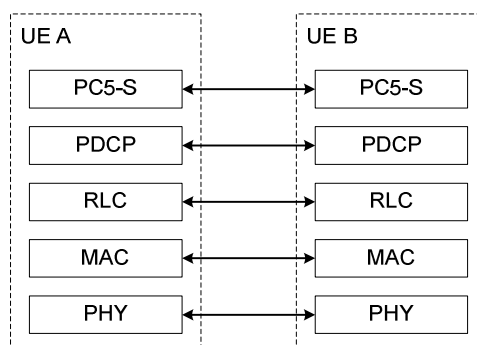 UE A
UE B
PC5-S
PC5-S
PDCP
PDCP
RLC
RLC
MAC
MAC
PHY
PHY